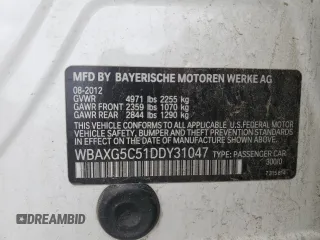 MFD BY BAYERISCHE MOTOREN WERKE AG
08-2012
GVWR 4971 lbs 2255 kg
GAWR FRONT 2359 lbs 1070 kg
GAWR REAR 2844 lbs 1290 kg
THIS VEHICLE CONFORMS TO ALL APPLICABLE
FEDERAL MOTOR VEHICLE SAFETY, BUMPER, AND
THEFT PREVENTION STANDARDS IN EFFECT ON THE
DATE OF MANUFACTURE SHOWN ABOVE.
WBAXG5C51DDY31047 TYPE: PASSENGER CAR
DREAMBID